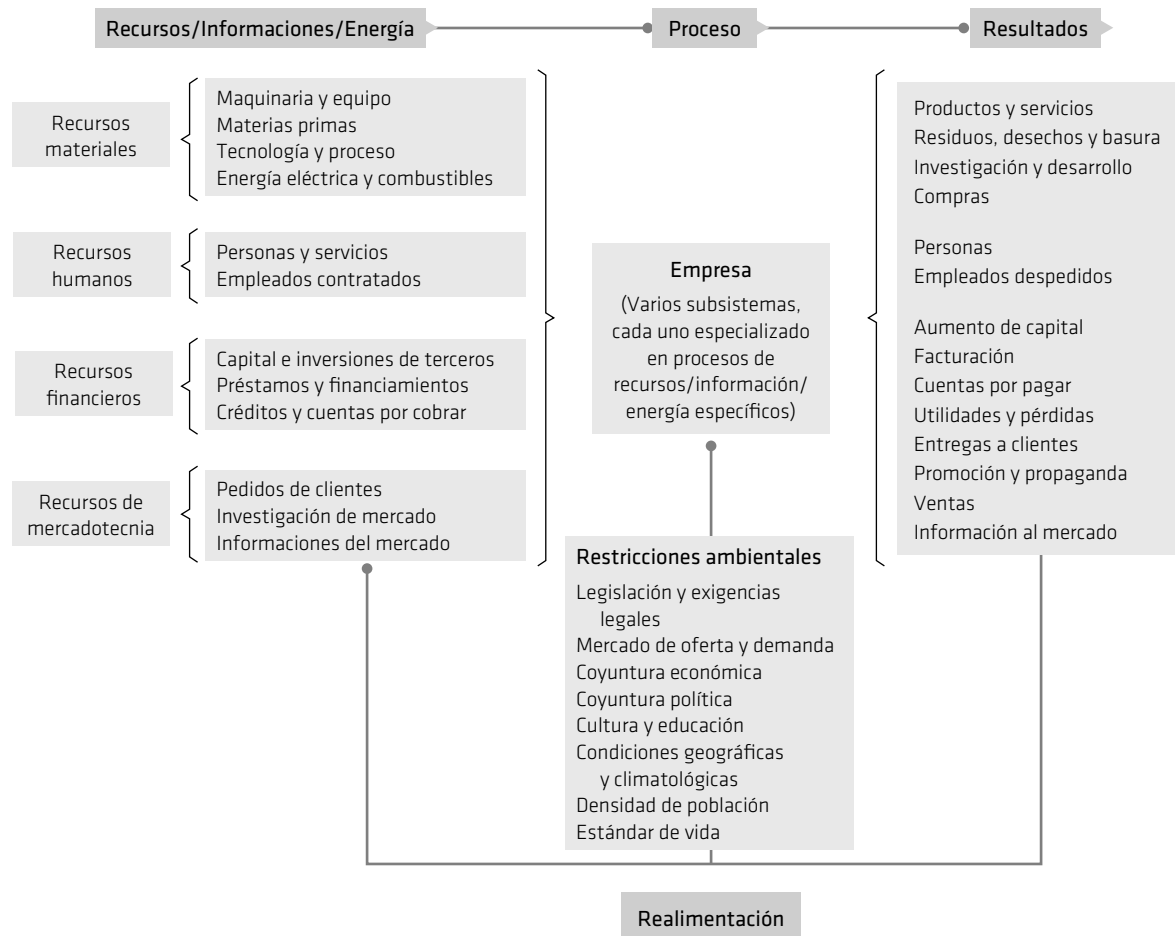 Recursos/Informaciones/Energía
Proceso
Resultados
Recursos
materiales
Maquinaria y equipo
Materias primas
Tecnología y proceso
Energía eléctrica y combustibles
Recursos
humanos
Personas y servicios
Empleados contratados
Recursos
financieros
Capital e inversiones de terceros
Préstamos y financiamientos
Créditos y cuentas por cobrar
Recursos de
mercadotecnia
Pedidos de clientes
Investigación de mercado
Informaciones del mercado
Empresa
(Varios subsistemas,
cada uno especializado
en procesos de
recursos/información/
energía específicos)
Restricciones ambientales
Legislación y exigencias
legales
Mercado de oferta y demanda
Coyuntura económica
Coyuntura política
Cultura y educación
Condiciones geográficas
y climatológicas
Densidad de población
Estándar de vida
Productos y servicios
Residuos, desechos y basura
Investigación y desarrollo
Compras
Personas
Empleados despedidos
Aumento de capital
Facturación
Cuentas por pagar
Utilidades y pérdidas
Entregas a clientes
Promoción y propaganda
Ventas
Información al mercado
Realimentación